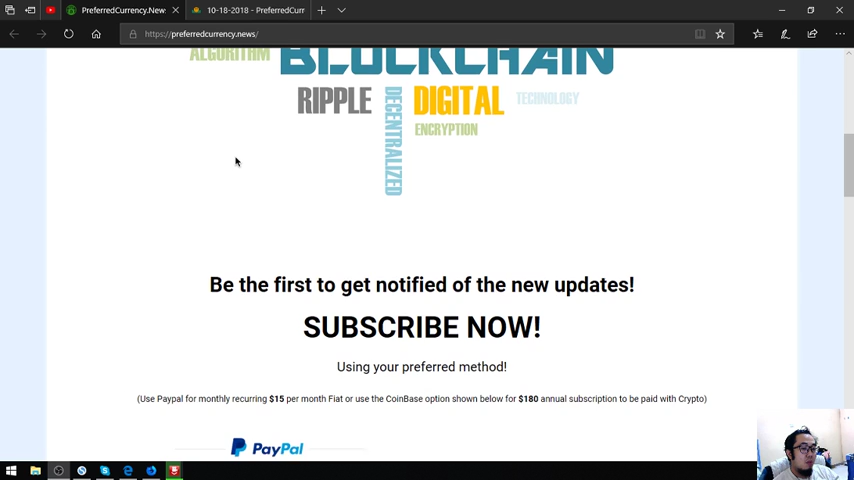 PreferredCurrency.News
10-18-2018 - PreferredCurr
https://preferredcurrency.news/
ALGORITHM
BLOCKCHAIN
RIPPLE
DECENTRALIZED
DIGITAL
TECHNOLOGY
ENCRYPTION
Be the first to get notified of the new updates!
SUBSCRIBE NOW!
Using your preferred method!
(Use Paypal for monthly recurring $15 per month Fiat or use the CoinBase option shown below for $180 annual subscription to be paid with Crypto)
PayPal